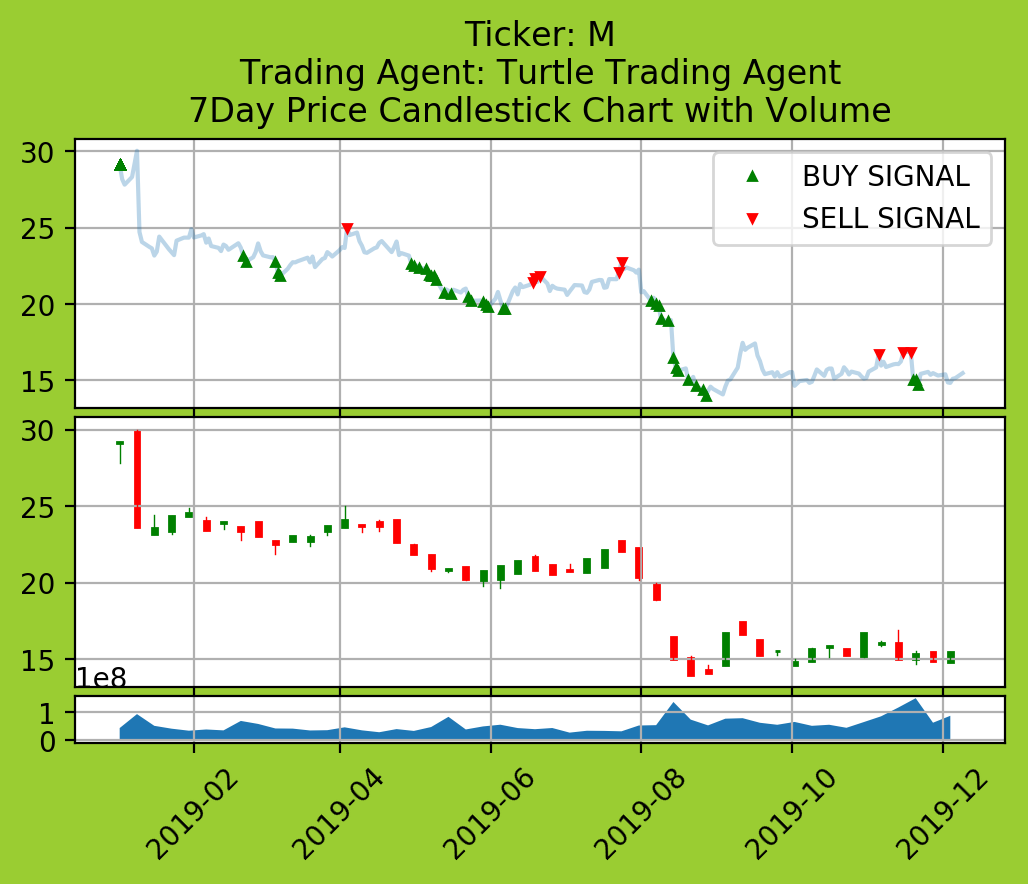 Ticker: M
Trading Agent: Turtle Trading Agent
7Day Price Candlestick Chart with Volume
30
25
20
15
BUY SIGNAL
SELL SIGNAL
30
25
20
15
1e8
1
0
2019-02
2019-04
2019-06
2019-08
2019-10
2019-12